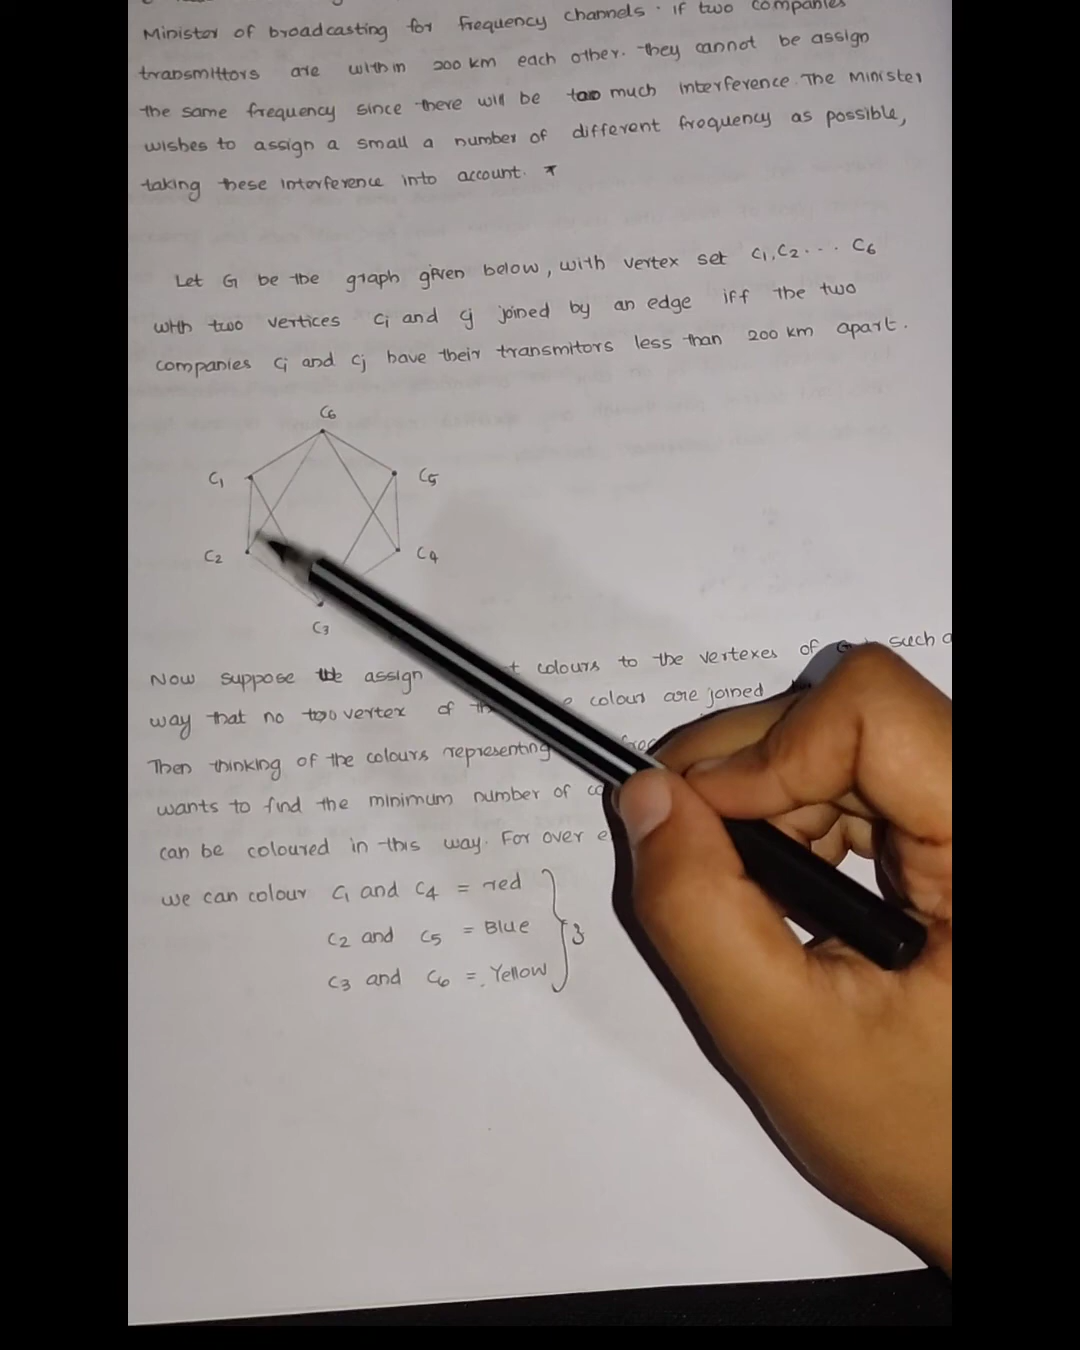 Minister of broadcasting for frequency channels. if two companies
transmittors are within 200 km each other. they cannot be assign
the same frequency since there will be too much interference. The Minister
wishes to assign a small a number of different frequency as possible,
taking these interference into account.
Let G be the graph given below, with vertex set C1, C2 ... C6
with two vertices Ci and Cj joined by an edge iff the two
companies Ci and Cj have their transmitors less than 200 km apart.
C6
C1 C5
C2 C4
C3
Now suppose the assign colours to the vertexes of G such
way that no two vertex of colour are joined
Then thinking of the colours representing
wants to find the minimum number of
can be coloured in this way. For over
we can colour C1 and C4 = red
C2 and C5 = Blue } 3
C3 and C6 = Yellow